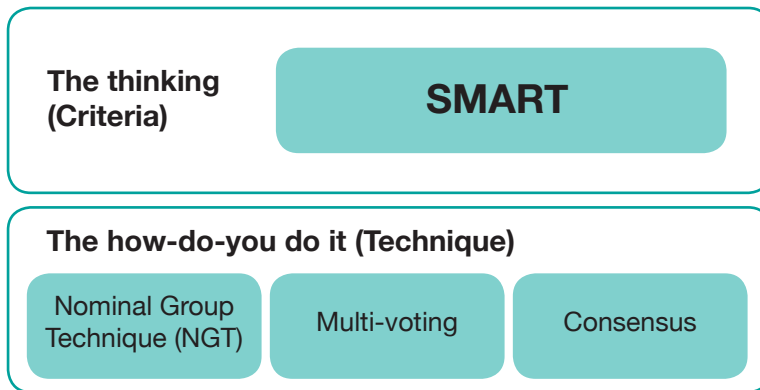 The thinking
(Criteria)
SMART
The how-do-you do it (Technique)
Nominal Group
Technique (NGT)
Multi-voting
Consensus